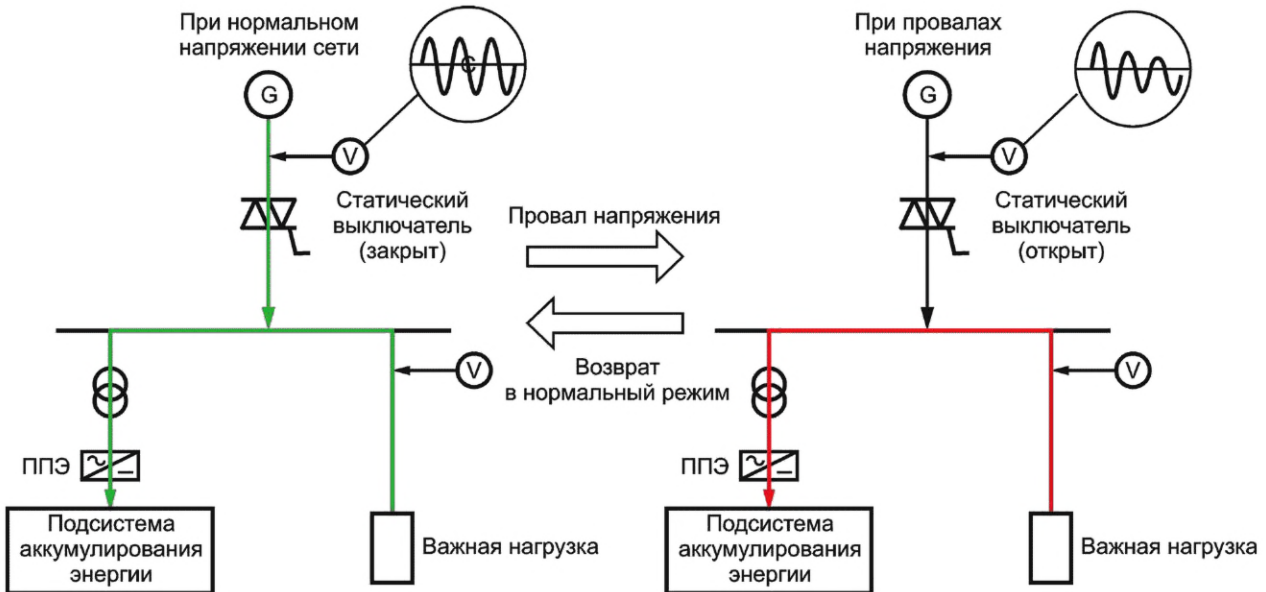 При нормальном
напряжении сети
G
V
Статический
выключатель
(закрыт)
V
ППЭ
Подсистема
аккумулирования
энергии
Важная нагрузка
Провал напряжения
Возврат
в нормальный режим
При провалах
напряжения
G
V
Статический
выключатель
(открыт)
V
ППЭ
Подсистема
аккумулирования
энергии
Важная нагрузка